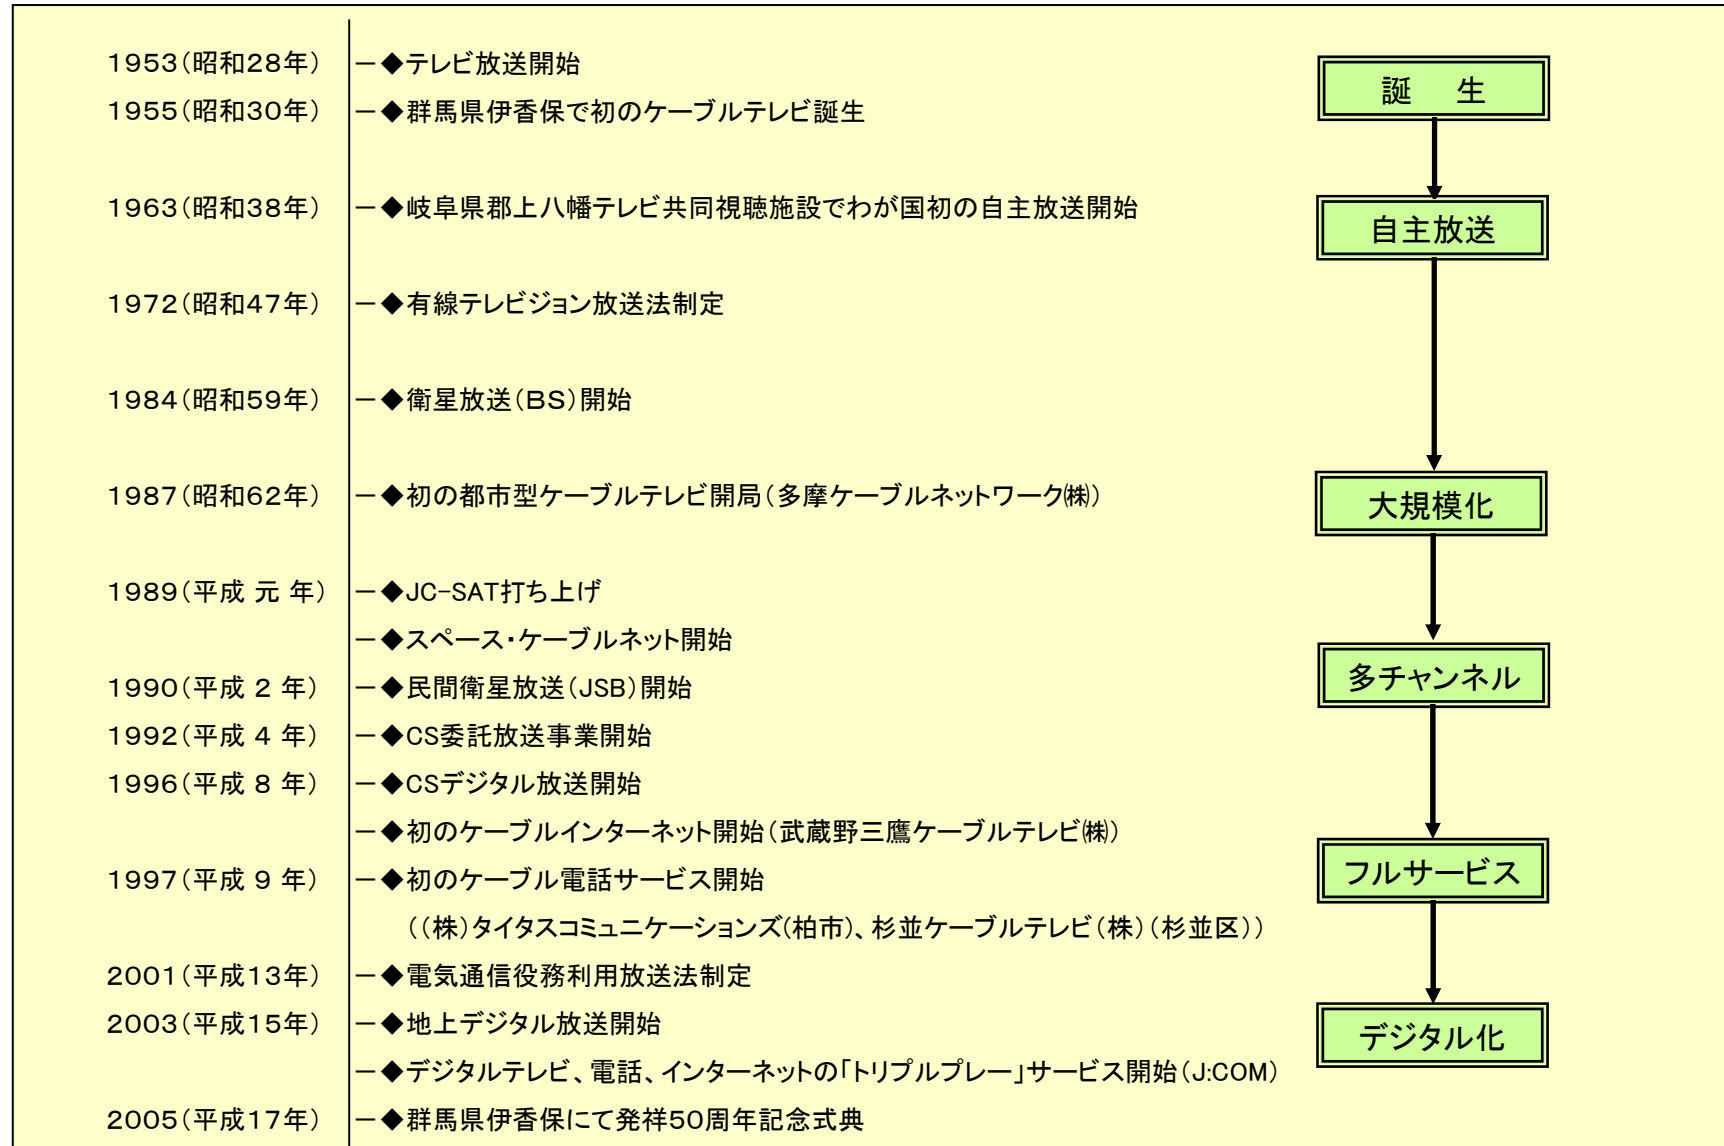 1953(昭和28年) －◆テレビ放送開始
1955(昭和30年) －◆群馬県伊香保で初のケーブルテレビ誕生
1963(昭和38年) －◆岐阜県郡上八幡テレビ共同視聴施設でわが国初の自主放送開始
1972(昭和47年) －◆有線テレビジョン放送法制定
1984(昭和59年) －◆衛星放送(BS)開始
1987(昭和62年) －◆初の都市型ケーブルテレビ開局(多摩ケーブルネットワーク㈱)
1989(平成 元 年) －◆JC-SAT打ち上げ
－◆スペース・ケーブルネット開始
1990(平成 2 年) －◆民間衛星放送(JSB)開始
1992(平成 4 年) －◆CS委託放送事業開始
1996(平成 8 年) －◆CSデジタル放送開始
－◆初のケーブルインターネット開始(武蔵野三鷹ケーブルテレビ㈱)
1997(平成 9 年) －◆初のケーブル電話サービス開始
((株)タイタスコミュニケーションズ(柏市)、杉並ケーブルテレビ(株)(杉並区))
2001(平成13年) －◆電気通信役務利用放送法制定
2003(平成15年) －◆地上デジタル放送開始
－◆デジタルテレビ、電話、インターネットの「トリプルプレー」サービス開始(J:COM)
2005(平成17年) －◆群馬県伊香保にて発祥50周年記念式典
誕 生
自主放送
大規模化
多チャンネル
フルサービス
デジタル化